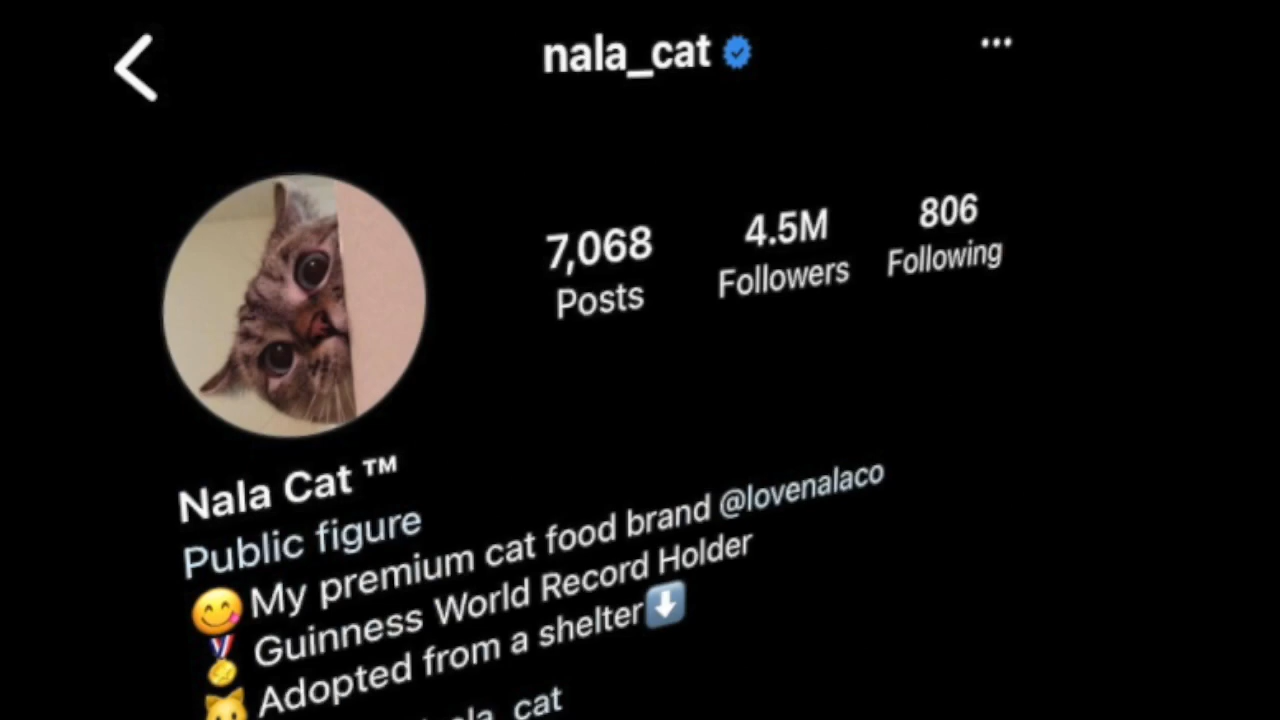 nala_cat
7,068
Posts
4.5M
Followers
806
Following
Nala Cat ™
Public figure
😋 My premium cat food brand @lovenalaco
🏅 Guinness World Record Holder
🐱 Adopted from a shelter⬇️
_cat